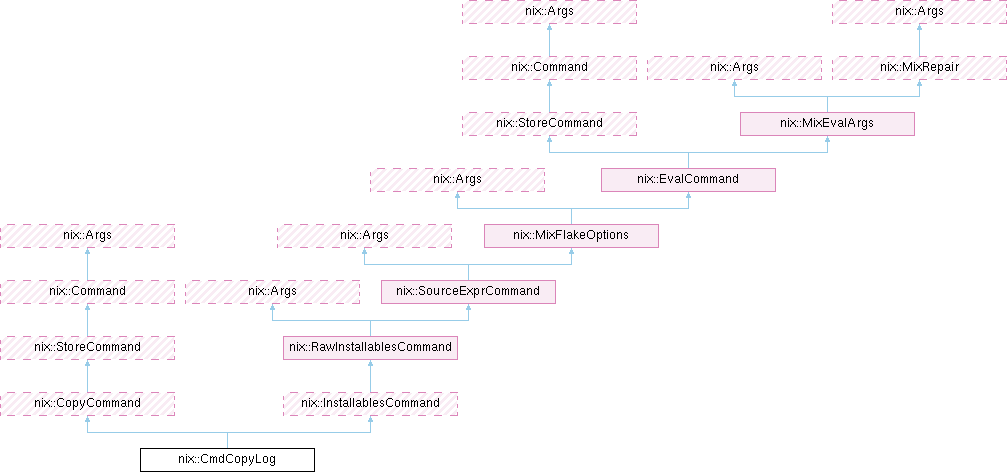 nix::Args
nix::Args
nix::Command
nix::Args
nix::MixRepair
nix::StoreCommand
nix::MixEvalArgs
nix::Args
nix::EvalCommand
nix::Args
nix::Args
nix::MixFlakeOptions
nix::Command
nix::Args
nix::SourceExprCommand
nix::StoreCommand
nix::RawInstallablesCommand
nix::CopyCommand
nix::InstallablesCommand
nix::CmdCopyLog